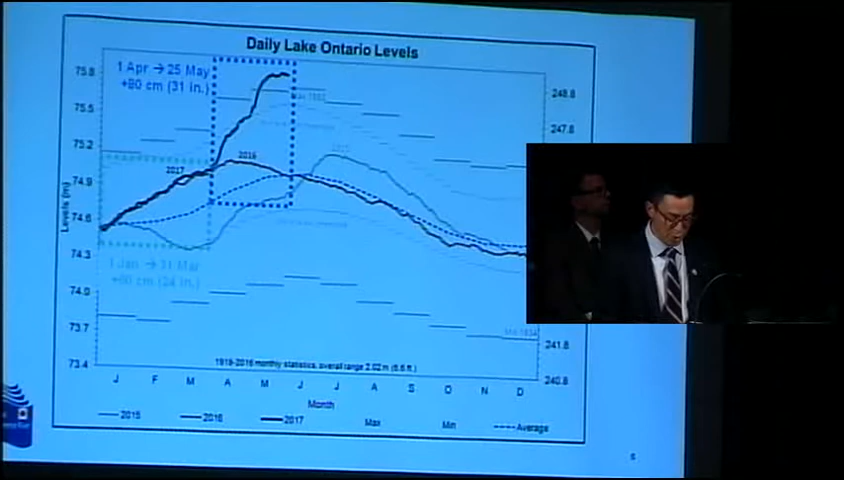 Daily Lake Ontario Levels
1 Apr → 25 May
+80 cm (31 in.)
75.8
75.5
75.2
74.9
74.6
74.3
74.0
73.7
73.4
Levels (m)
248.8
247.8
241.8
240.8
2017
2016
1 Jan → 31 Mar
+60 cm (24 in.)
1918-2016 monthly statistics, overall range 2.02 m (6.6 ft.)
J F M A M J J A S O N D
Month
2015 2016 2017 Max Min Average
6